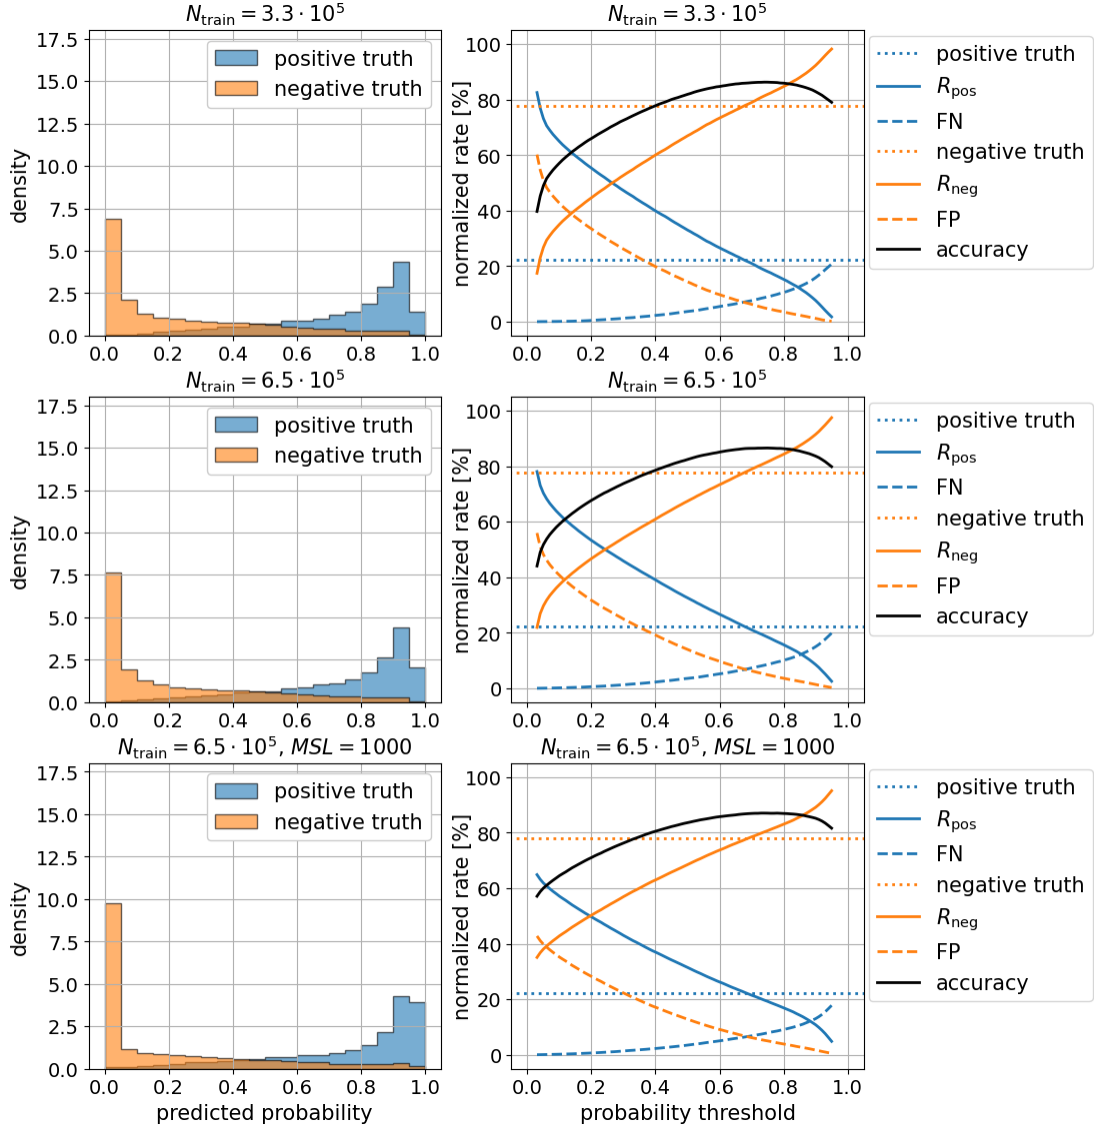 N_train = 3.3 · 10^5
17.5
15.0
12.5
10.0
7.5
5.0
2.5
0.0
density
positive truth
negative truth
0.0 0.2 0.4 0.6 0.8 1.0
N_train = 3.3 · 10^5
100
80
60
40
20
0
normalized rate [%]
0.0 0.2 0.4 0.6 0.8 1.0
positive truth
R_pos
FN
negative truth
R_neg
FP
accuracy
N_train = 6.5 · 10^5
17.5
15.0
12.5
10.0
7.5
5.0
2.5
0.0
density
positive truth
negative truth
0.0 0.2 0.4 0.6 0.8 1.0
N_train = 6.5 · 10^5
100
80
60
40
20
0
normalized rate [%]
0.0 0.2 0.4 0.6 0.8 1.0
positive truth
R_pos
FN
negative truth
R_neg
FP
accuracy
N_train = 6.5 · 10^5, MSL = 1000
17.5
15.0
12.5
10.0
7.5
5.0
2.5
0.0
density
positive truth
negative truth
0.0 0.2 0.4 0.6 0.8 1.0
predicted probability
N_train = 6.5 · 10^5, MSL = 1000
100
80
60
40
20
0
normalized rate [%]
0.0 0.2 0.4 0.6 0.8 1.0
probability threshold
positive truth
R_pos
FN
negative truth
R_neg
FP
accuracy